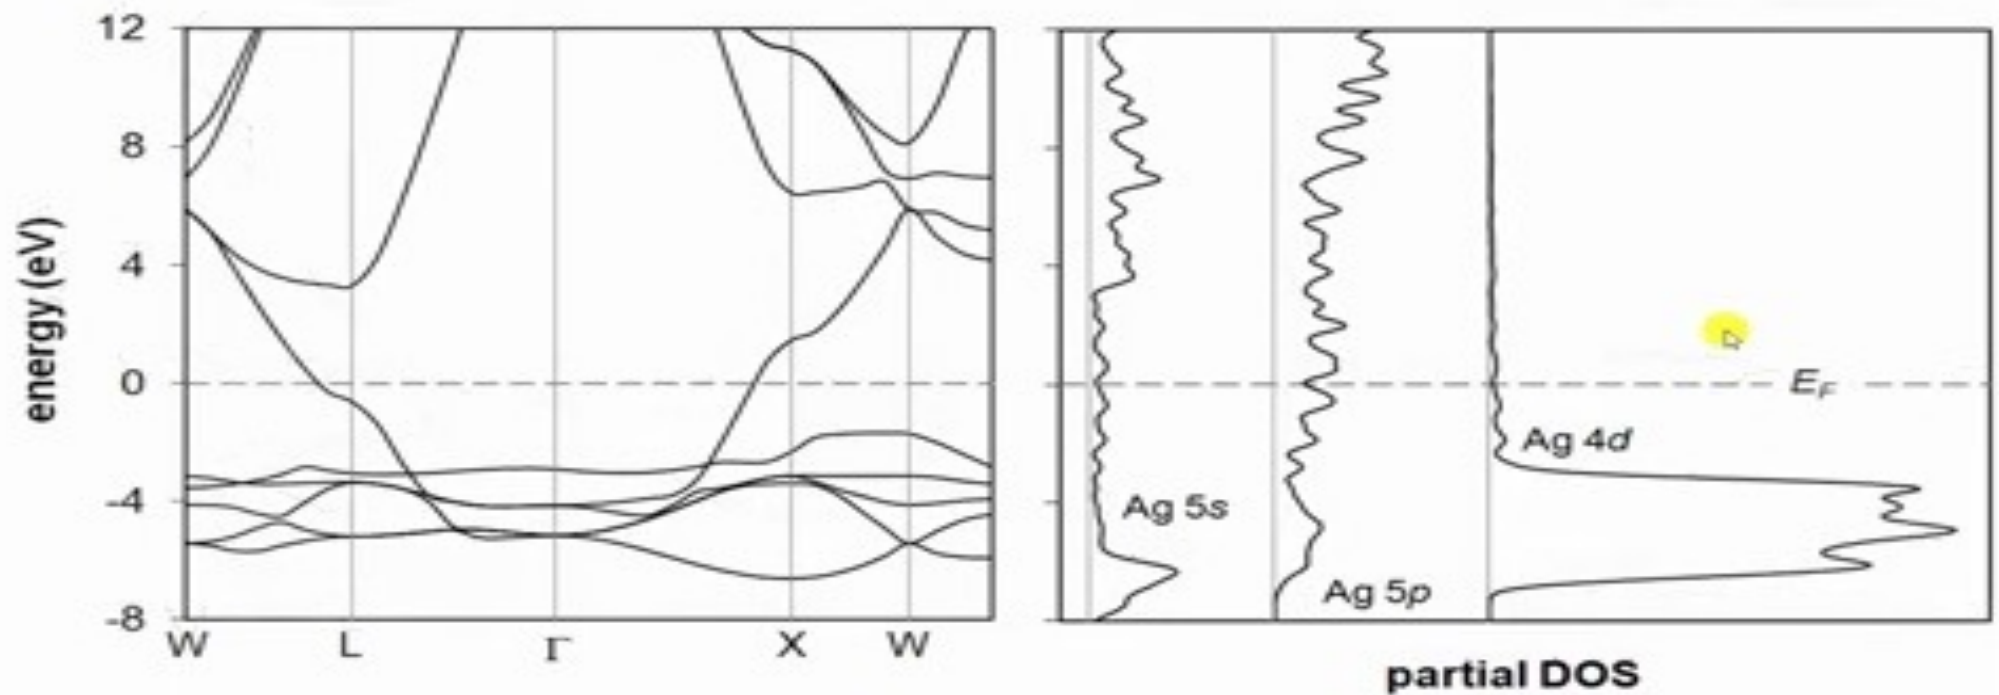 energy (eV)
12
8
4
0
-4
-8
W L Γ X W
Ag 5s
Ag 5p
Ag 4d
E_F
partial DOS